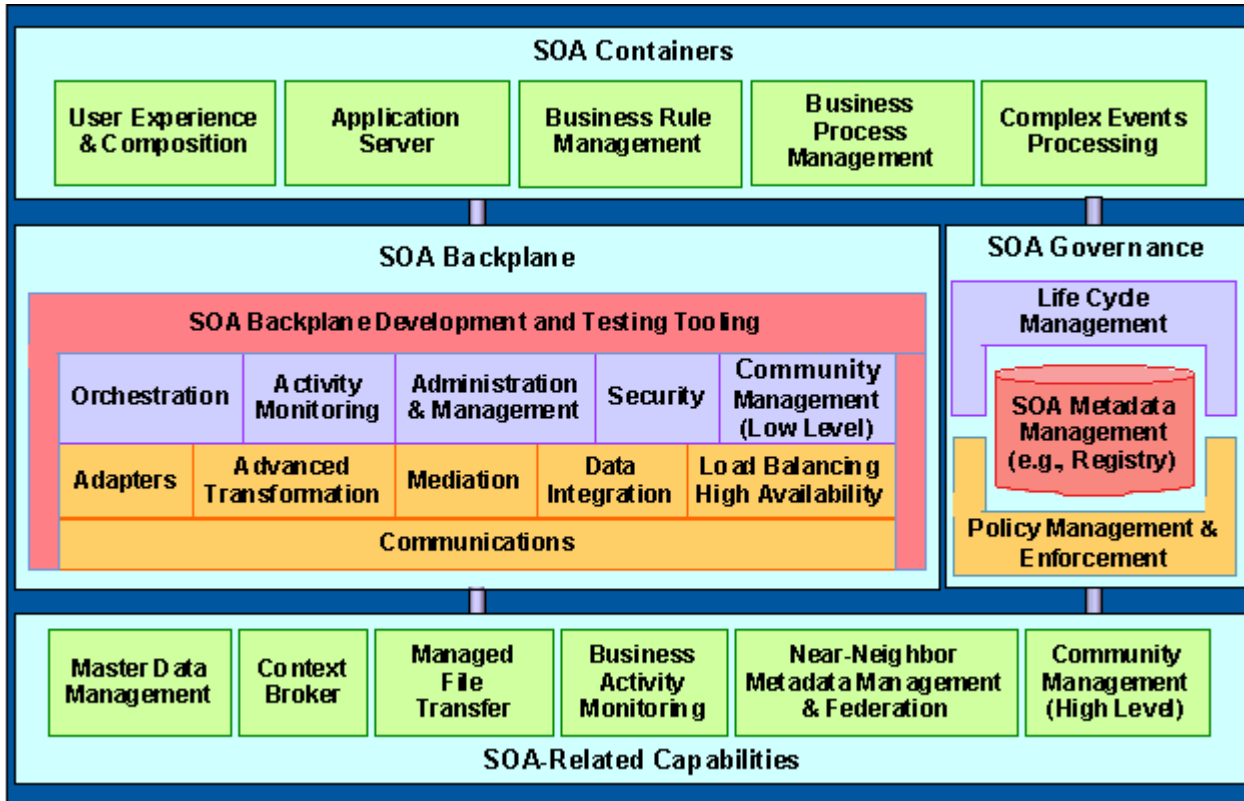 SOA Containers
User Experience
& Composition
Application
Server
Business Rule
Management
Business
Process
Management
Complex Events
Processing
SOA Backplane
SOA Backplane Development and Testing Tooling
Orchestration
Activity
Monitoring
Administration
& Management
Security
Community
Management
(Low Level)
Adapters
Advanced
Transformation
Mediation
Data
Integration
Load Balancing
High Availability
Communications
SOA Governance
Life Cycle
Management
SOA Metadata
Management
(e.g., Registry)
Policy Management &
Enforcement
Master Data
Management
Context
Broker
Managed
File
Transfer
Business
Activity
Monitoring
Near-Neighbor
Metadata Management
& Federation
Community
Management
(High Level)
SOA-Related Capabilities